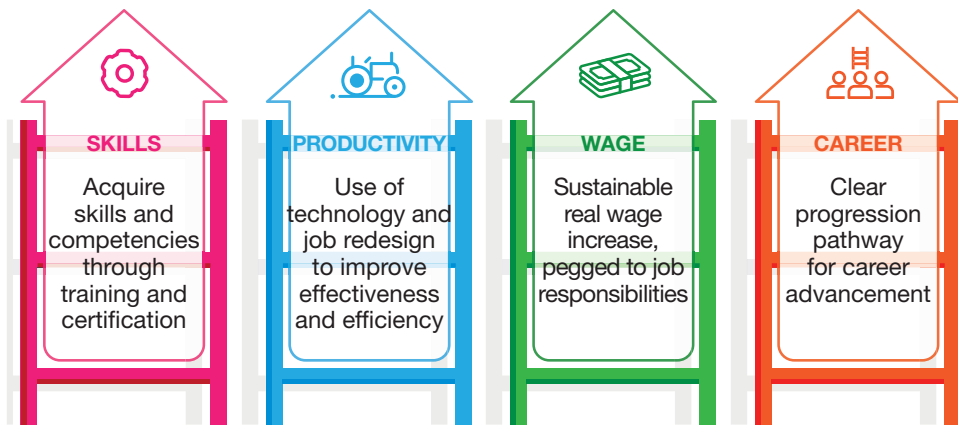 SKILLS
Acquire
skills and
competencies
through
training and
certification
PRODUCTIVITY
Use of
technology and
job redesign
to improve
effectiveness
and efficiency
WAGE
Sustainable
real wage
increase,
pegged to job
responsibilities
CAREER
Clear
progression
pathway
for career
advancement